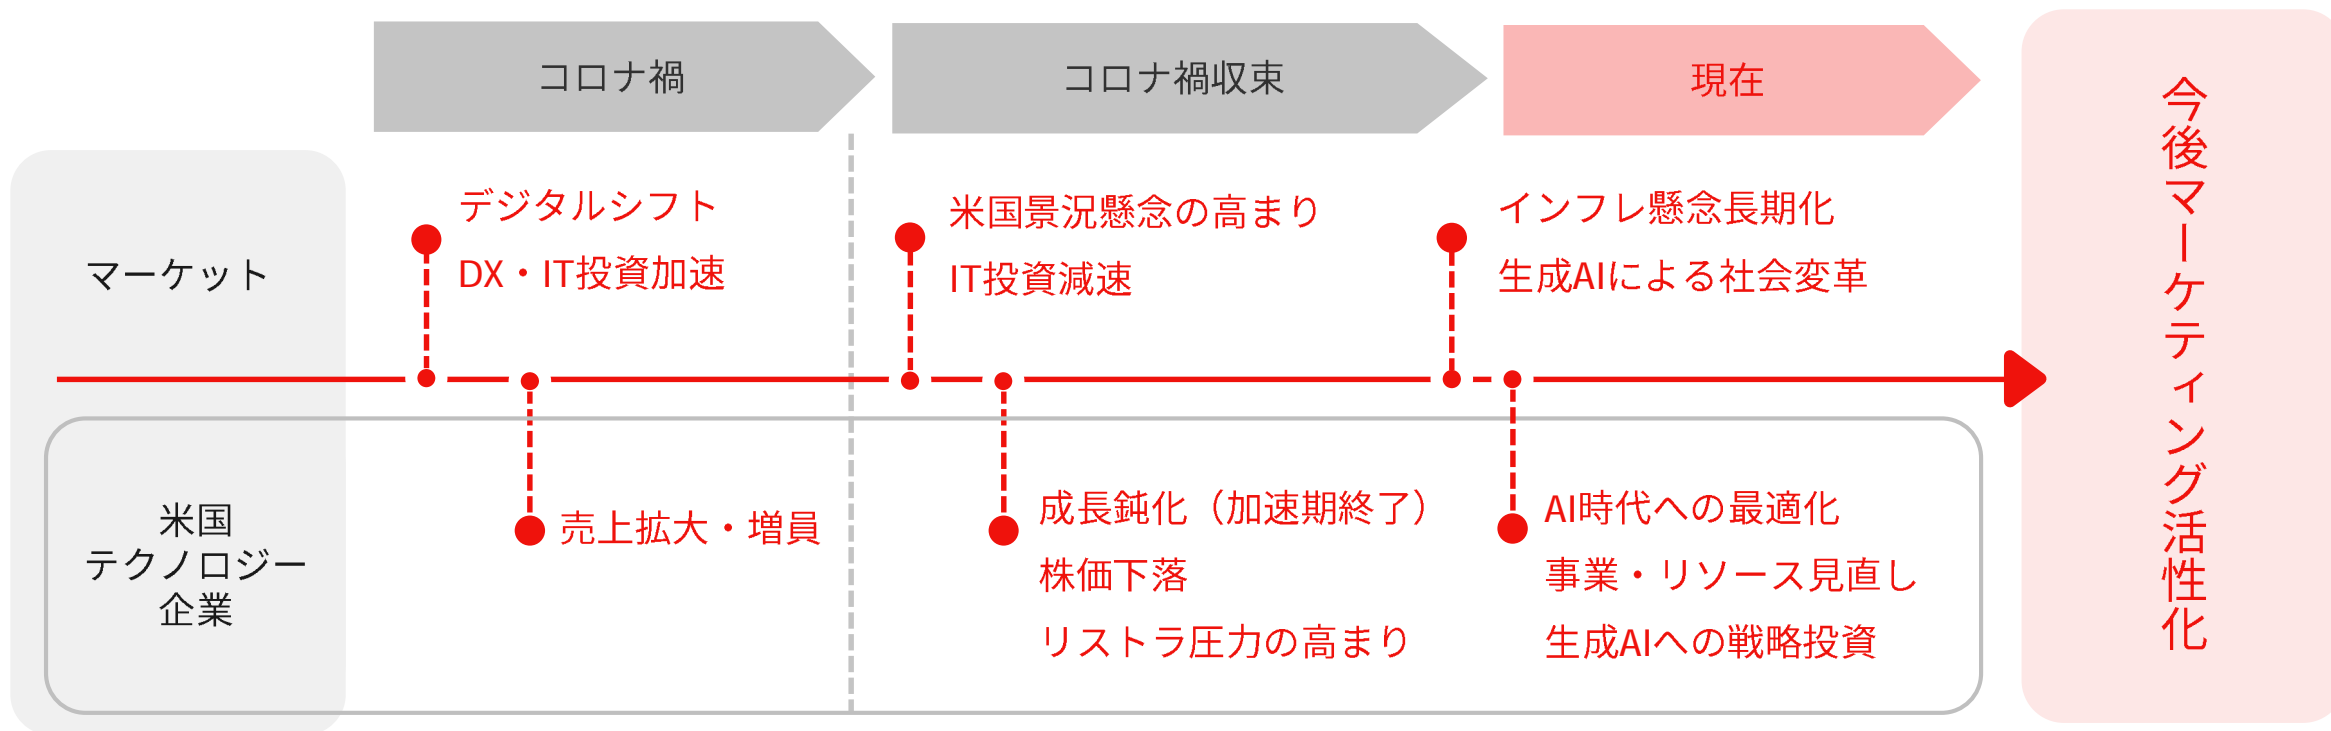 コロナ禍
コロナ禍収束
現在
マーケット
デジタルシフト
DX・IT投資加速
米国景況懸念の高まり
IT投資減速
インフレ懸念長期化
生成AIによる社会変革
米国
テクノロジー
企業
売上拡大・増員
成長鈍化（加速期終了）
株価下落
リストラ圧力の高まり
AI時代への最適化
事業・リソース見直し
生成AIへの戦略投資
今後マーケティング活性化